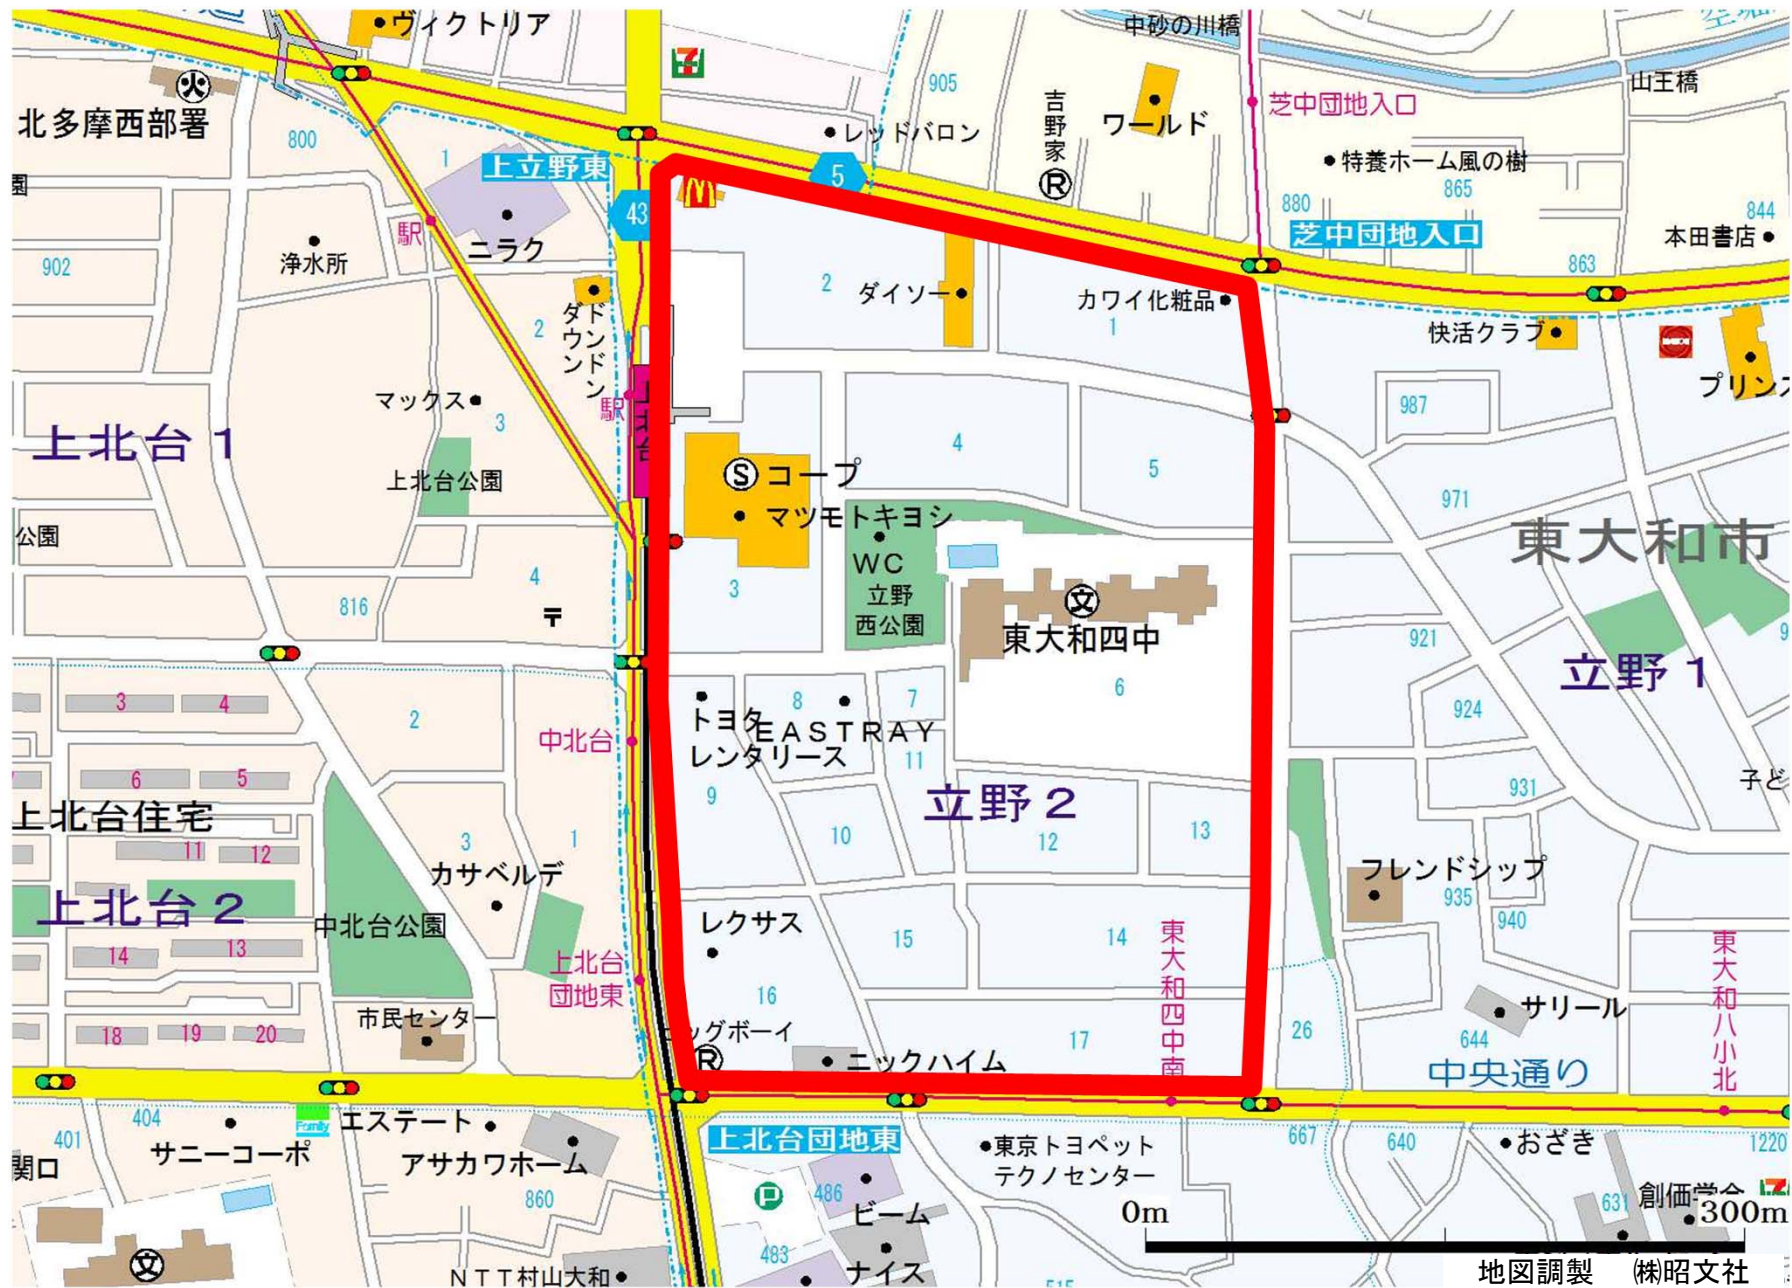 ヴィクトリア
中砂の川橋
山王橋
905
北多摩西部署
800
1
上立野東
レッドバロン
吉野家
R
ワールド
芝中団地入口
特養ホーム風の樹
865
880
芝中団地入口
844
本田書店
863
園
902
浄水所
駅
ニラク
43
5
2
ダイソー
カワイ化粧品
1
快活クラブ
ドンドン
ダウン
2
マックス
3
駅
上北台
上北台1
上北台公園
公園
4
816
〒
S コープ
マツモトキヨシ
WC
立野
西公園
3
4
5
987
971
東大和市
文
東大和四中
6
921
立野1
924
931
子ど
3
4
2
中北台
6
5
上北台住宅
11
12
3
1
カサベルデ
上北台2
中北台公園
14
13
上北台
団地東
市民センター
18
19
20
トヨタ
レンタリース
8
EASTRAY
7
11
9
立野2
10
12
13
レクサス
15
14
16
17
東大和四中南
ニックハイム
R
フレンドシップ
935
940
26
サリール
644
中央通り
東大和八小北
404
401
サニーコーポ
Family
エステート
アサカワホーム
860
関口
文
NTT村山大和
上北台団地東
P
486
ビーム
483
ナイス
東京トヨペット
テクノセンター
667
640
おざき
1220
631
創価学会
7
0m
300m
地図調製 ㈱昭文社